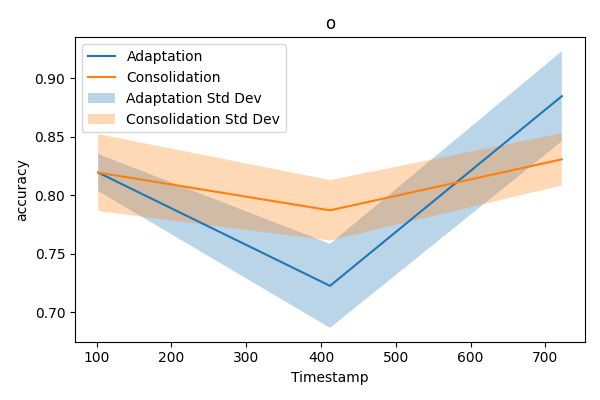 o
Adaptation
Consolidation
Adaptation Std Dev
Consolidation Std Dev
accuracy
0.90
0.85
0.80
0.75
0.70
100 200 300 400 500 600 700
Timestamp